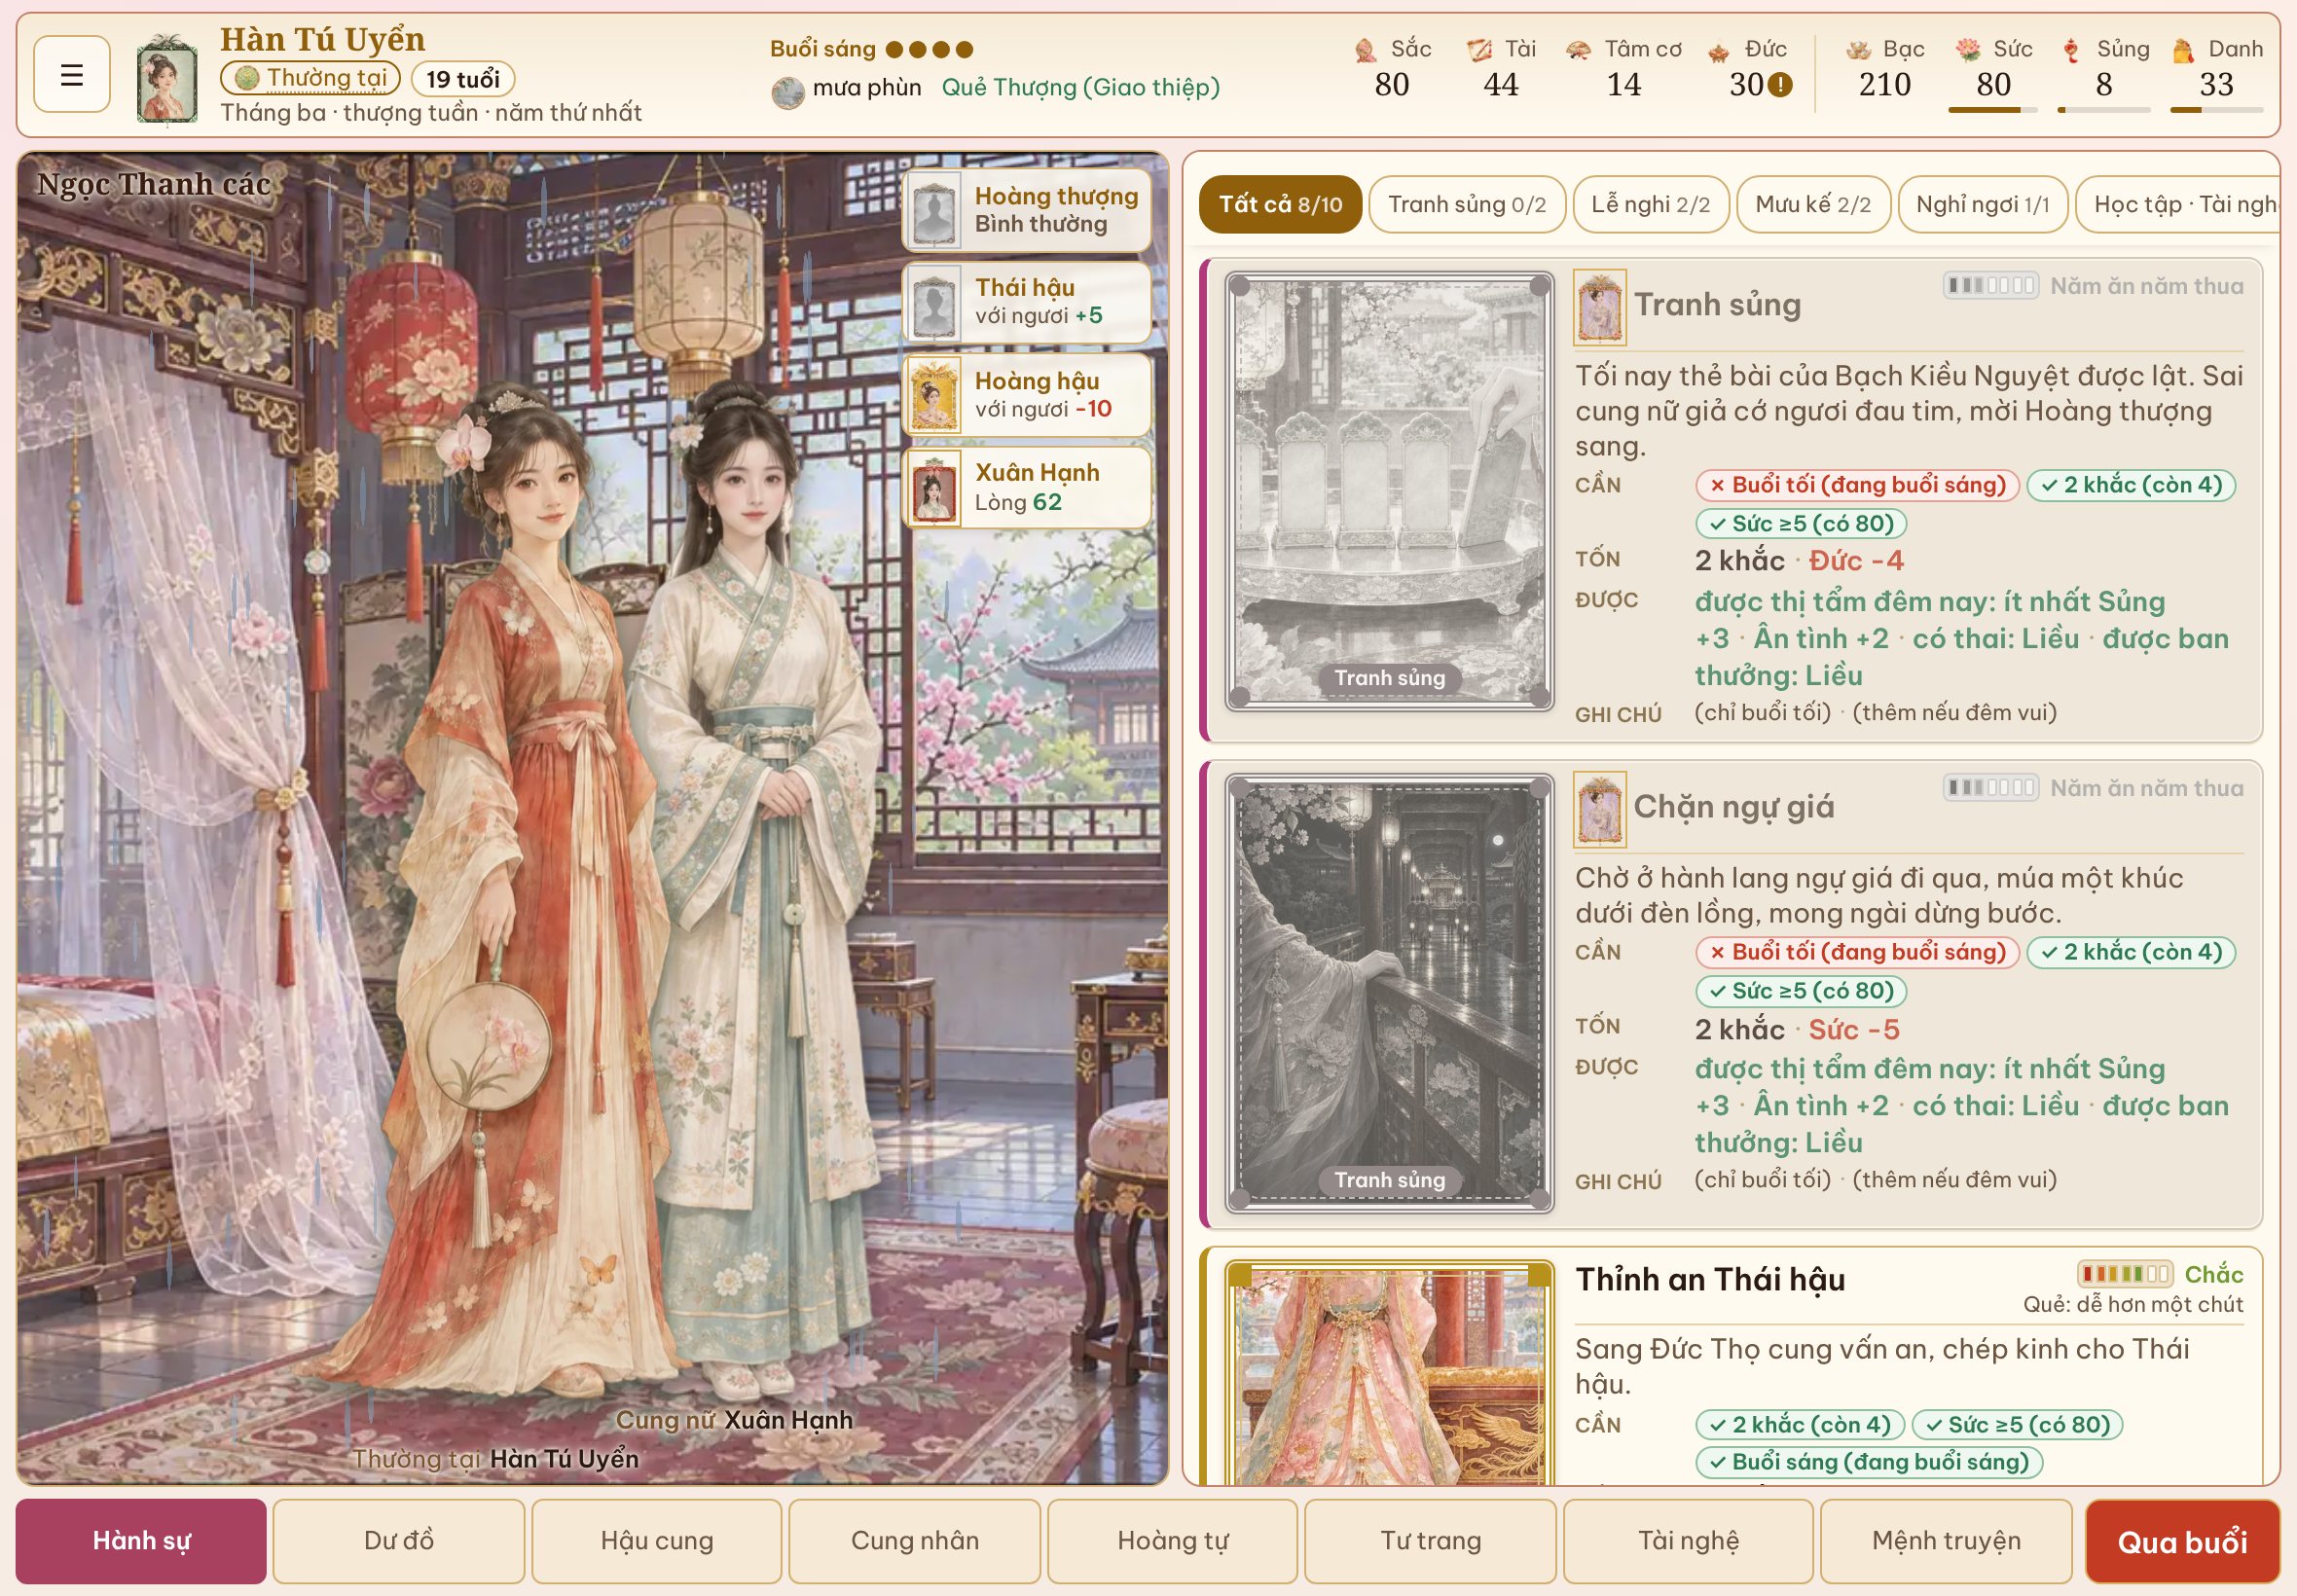 ☰
Hàn Tú Uyển
Thường tại
19 tuổi
Tháng ba · thượng tuần · năm thứ nhất
Buổi sáng
mưa phùn Quẻ Thượng (Giao thiệp)
Sắc
80
Tài
44
Tâm cơ
14
Đức
30 !
Bạc
210
Sức
80
Sủng
8
Danh
33
Ngọc Thanh các
Hoàng thượng
Bình thường
Thái hậu
với ngươi +5
Hoàng hậu
với ngươi -10
Xuân Hạnh
Lòng 62
Cung nữ Xuân Hạnh
Thường tại Hàn Tú Uyển
Tất cả 8/10
Tranh sủng 0/2
Lễ nghi 2/2
Mưu kế 2/2
Nghỉ ngơi 1/1
Học tập · Tài ngh
Tranh sủng
Tranh sủng
Năm ăn năm thua
Tối nay thẻ bài của Bạch Kiều Nguyệt được lật. Sai
cung nữ giả cớ ngươi đau tim, mời Hoàng thượng
sang.
CẦN × Buổi tối (đang buổi sáng) ✓ 2 khắc (còn 4)
✓ Sức ≥5 (có 80)
TỐN 2 khắc · Đức -4
ĐƯỢC được thị tẩm đêm nay: ít nhất Sủng
+3 · Ân tình +2 · có thai: Liều · được ban
thưởng: Liều
GHI CHÚ (chỉ buổi tối) · (thêm nếu đêm vui)
Tranh sủng
Chặn ngự giá
Năm ăn năm thua
Chờ ở hành lang ngự giá đi qua, múa một khúc
dưới đèn lồng, mong ngài dừng bước.
CẦN × Buổi tối (đang buổi sáng) ✓ 2 khắc (còn 4)
✓ Sức ≥5 (có 80)
TỐN 2 khắc · Sức -5
ĐƯỢC được thị tẩm đêm nay: ít nhất Sủng
+3 · Ân tình +2 · có thai: Liều · được ban
thưởng: Liều
GHI CHÚ (chỉ buổi tối) · (thêm nếu đêm vui)
Thỉnh an Thái hậu
Chắc
Quẻ: dễ hơn một chút
Sang Đức Thọ cung vấn an, chép kinh cho Thái
hậu.
CẦN ✓ 2 khắc (còn 4) ✓ Sức ≥5 (có 80)
✓ Buổi sáng (đang buổi sáng)
Hành sự
Dư đồ
Hậu cung
Cung nhân
Hoàng tự
Tư trang
Tài nghệ
Mệnh truyện
Qua buổi